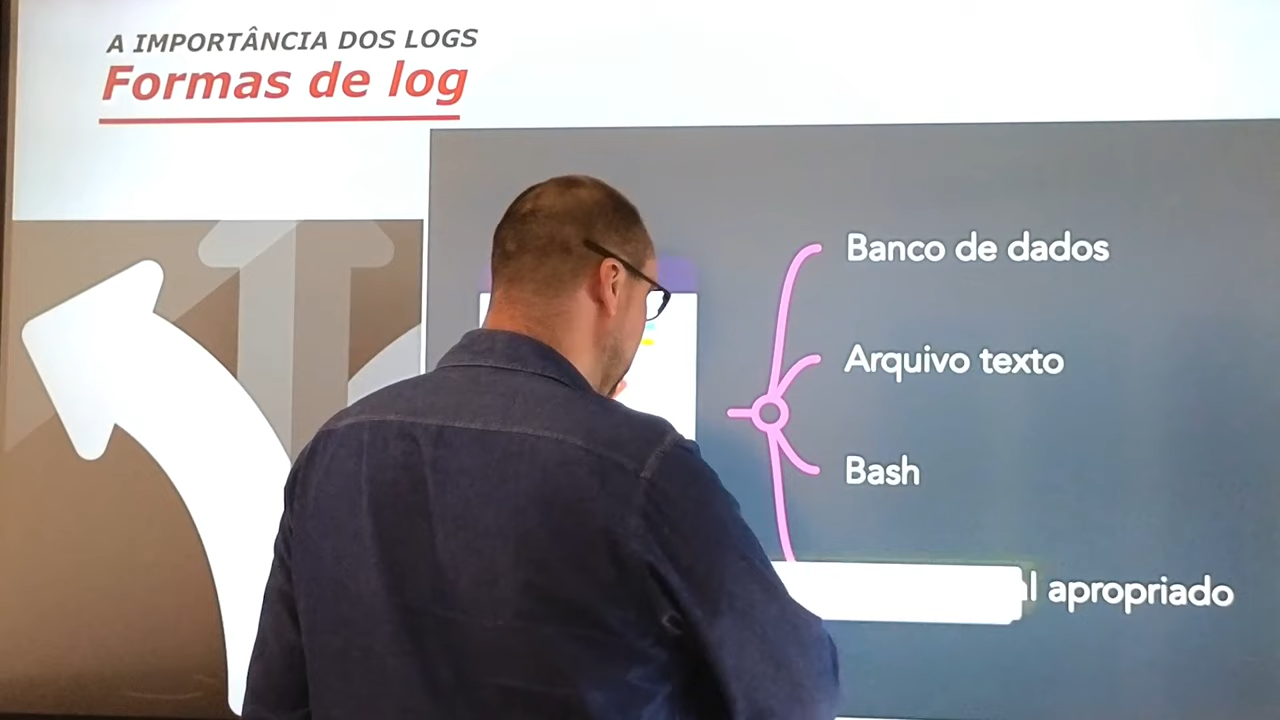 A IMPORTÂNCIA DOS LOGS
Formas de log
Banco de dados
Arquivo texto
Bash
apropriado